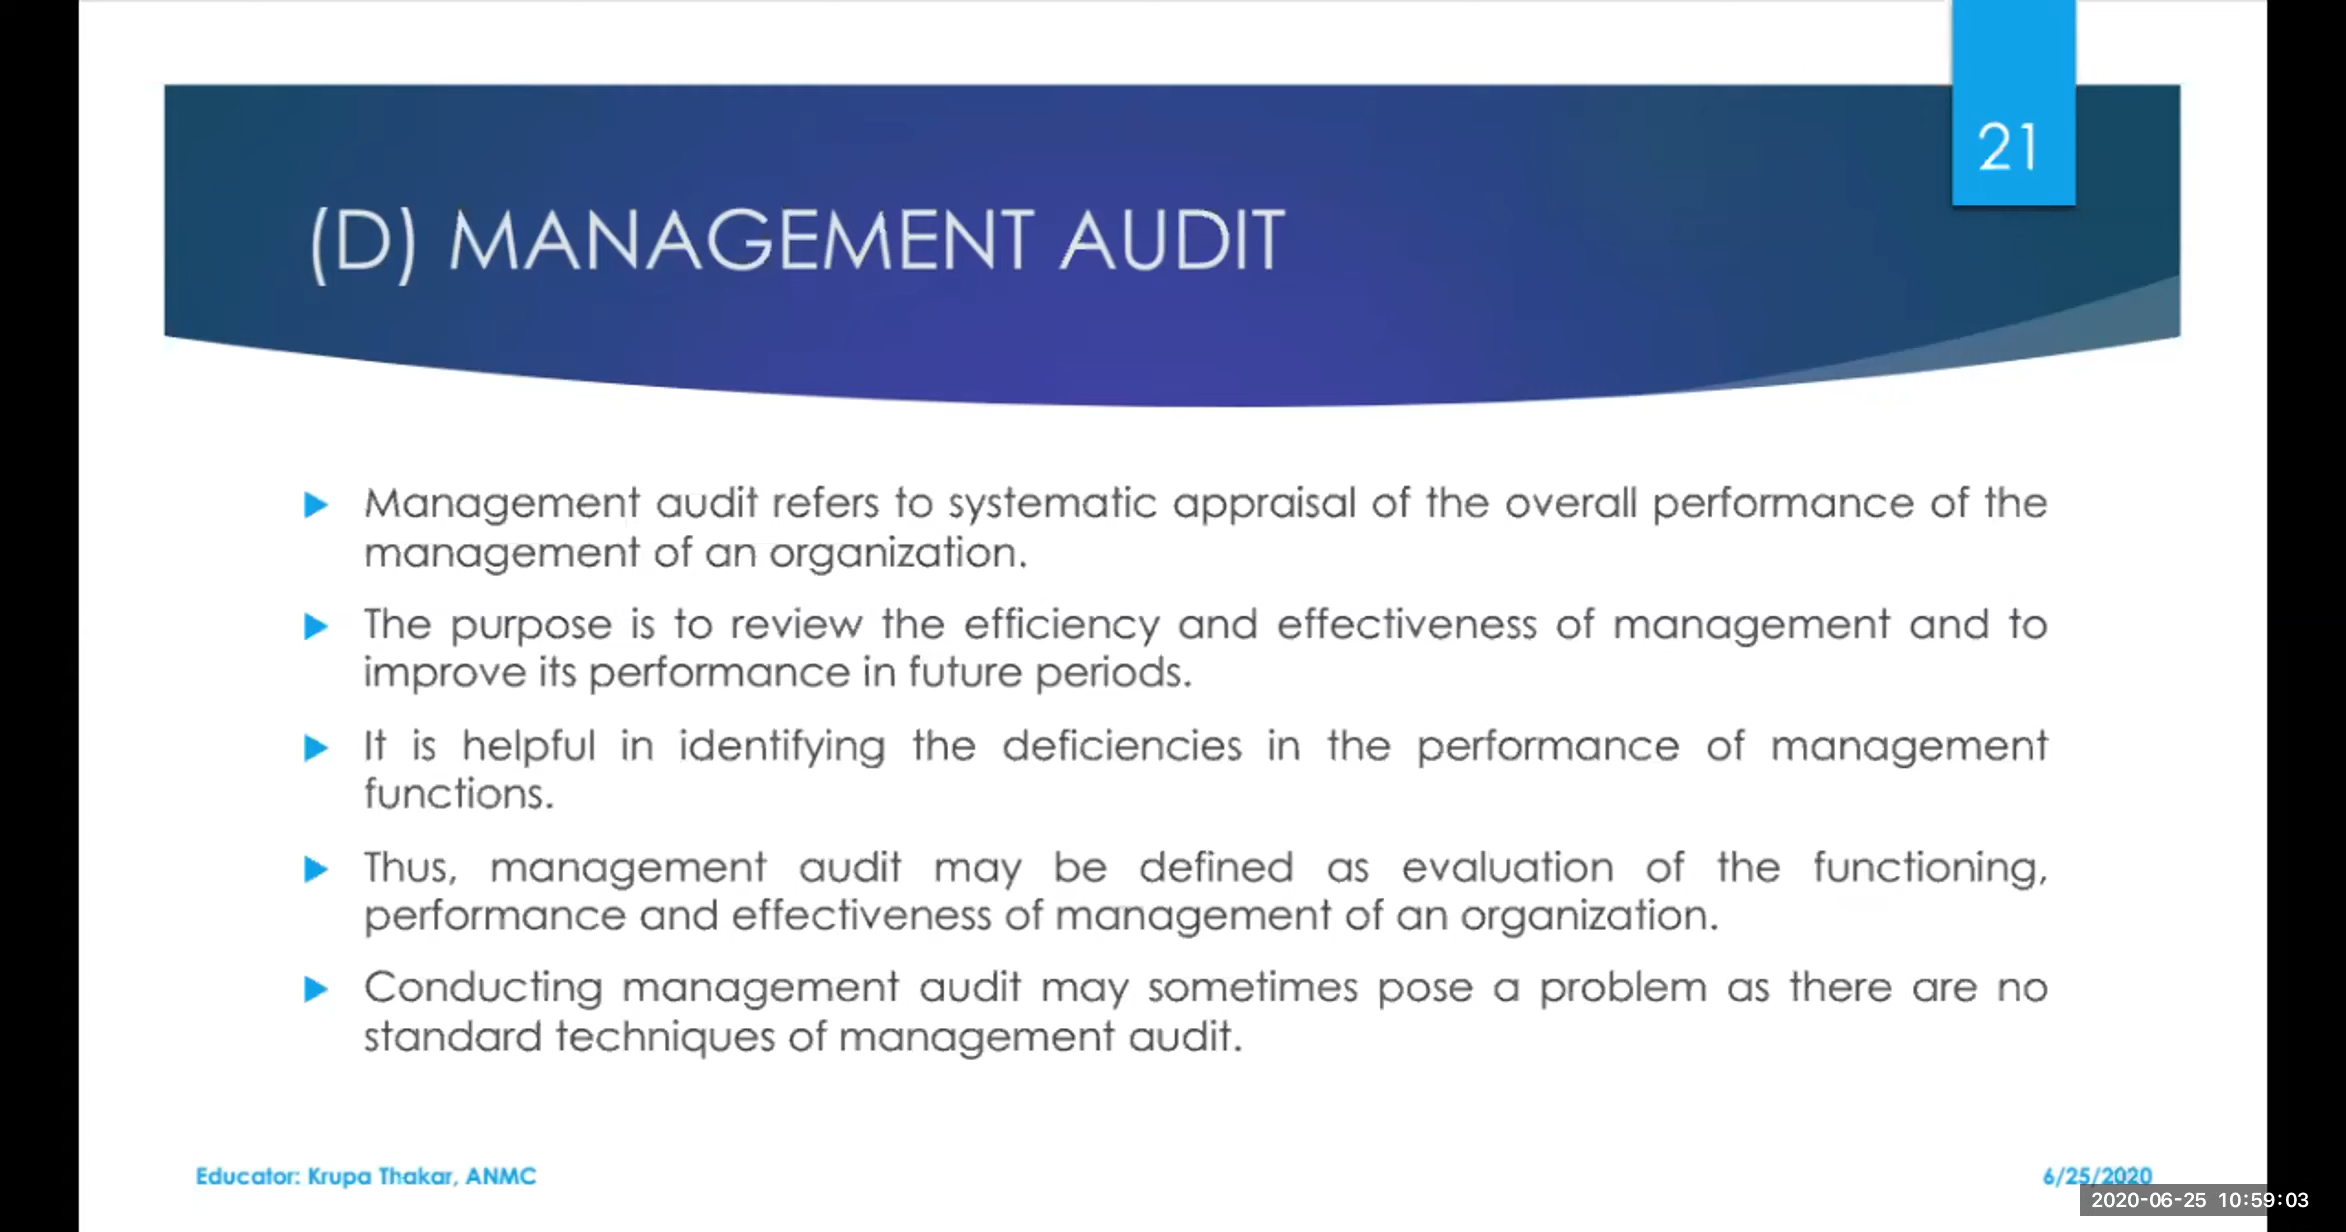 21
(D) MANAGEMENT AUDIT
Management audit refers to systematic appraisal of the overall performance of the
management of an organization.
The purpose is to review the efficiency and effectiveness of management and to
improve its performance in future periods.
It is helpful in identifying the deficiencies in the performance of management
functions.
Thus, management audit may be defined as evaluation of the functioning,
performance and effectiveness of management of an organization.
Conducting management audit may sometimes pose a problem as there are no
standard techniques of management audit.
Educator: Krupa Thakar, ANMC
6/25/2020
2020-06-25 10:59:03